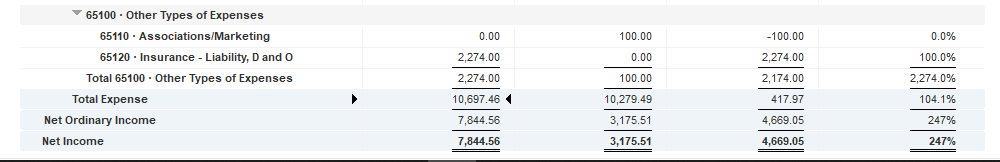 65100 · Other Types of Expenses
65110 · Associations/Marketing 0.00 100.00 -100.00 0.0%
65120 · Insurance - Liability, D and O 2,274.00 0.00 2,274.00 100.0%
Total 65100 · Other Types of Expenses 2,274.00 100.00 2,174.00 2,274.0%
Total Expense 10,697.46 10,279.49 417.97 104.1%
Net Ordinary Income 7,844.56 3,175.51 4,669.05 247%
Net Income 7,844.56 3,175.51 4,669.05 247%